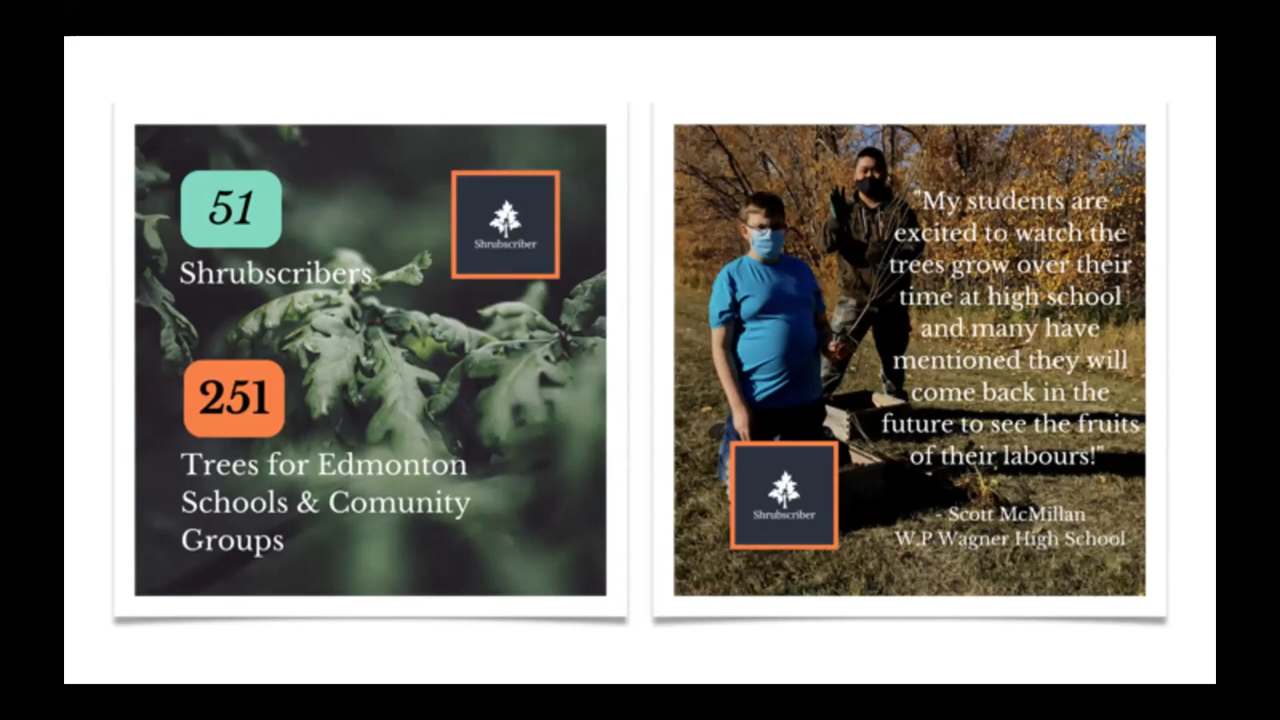 51
Shrubscriber
Shrubscribers
251
Trees for Edmonton
Schools & Comunity
Groups
"My students are
excited to watch the
trees grow over their
time at high school
and many have
mentioned they will
come back in the
future to see the fruits
of their labours!"
- Scott McMillan
W.P Wagner High School
Shrubscriber